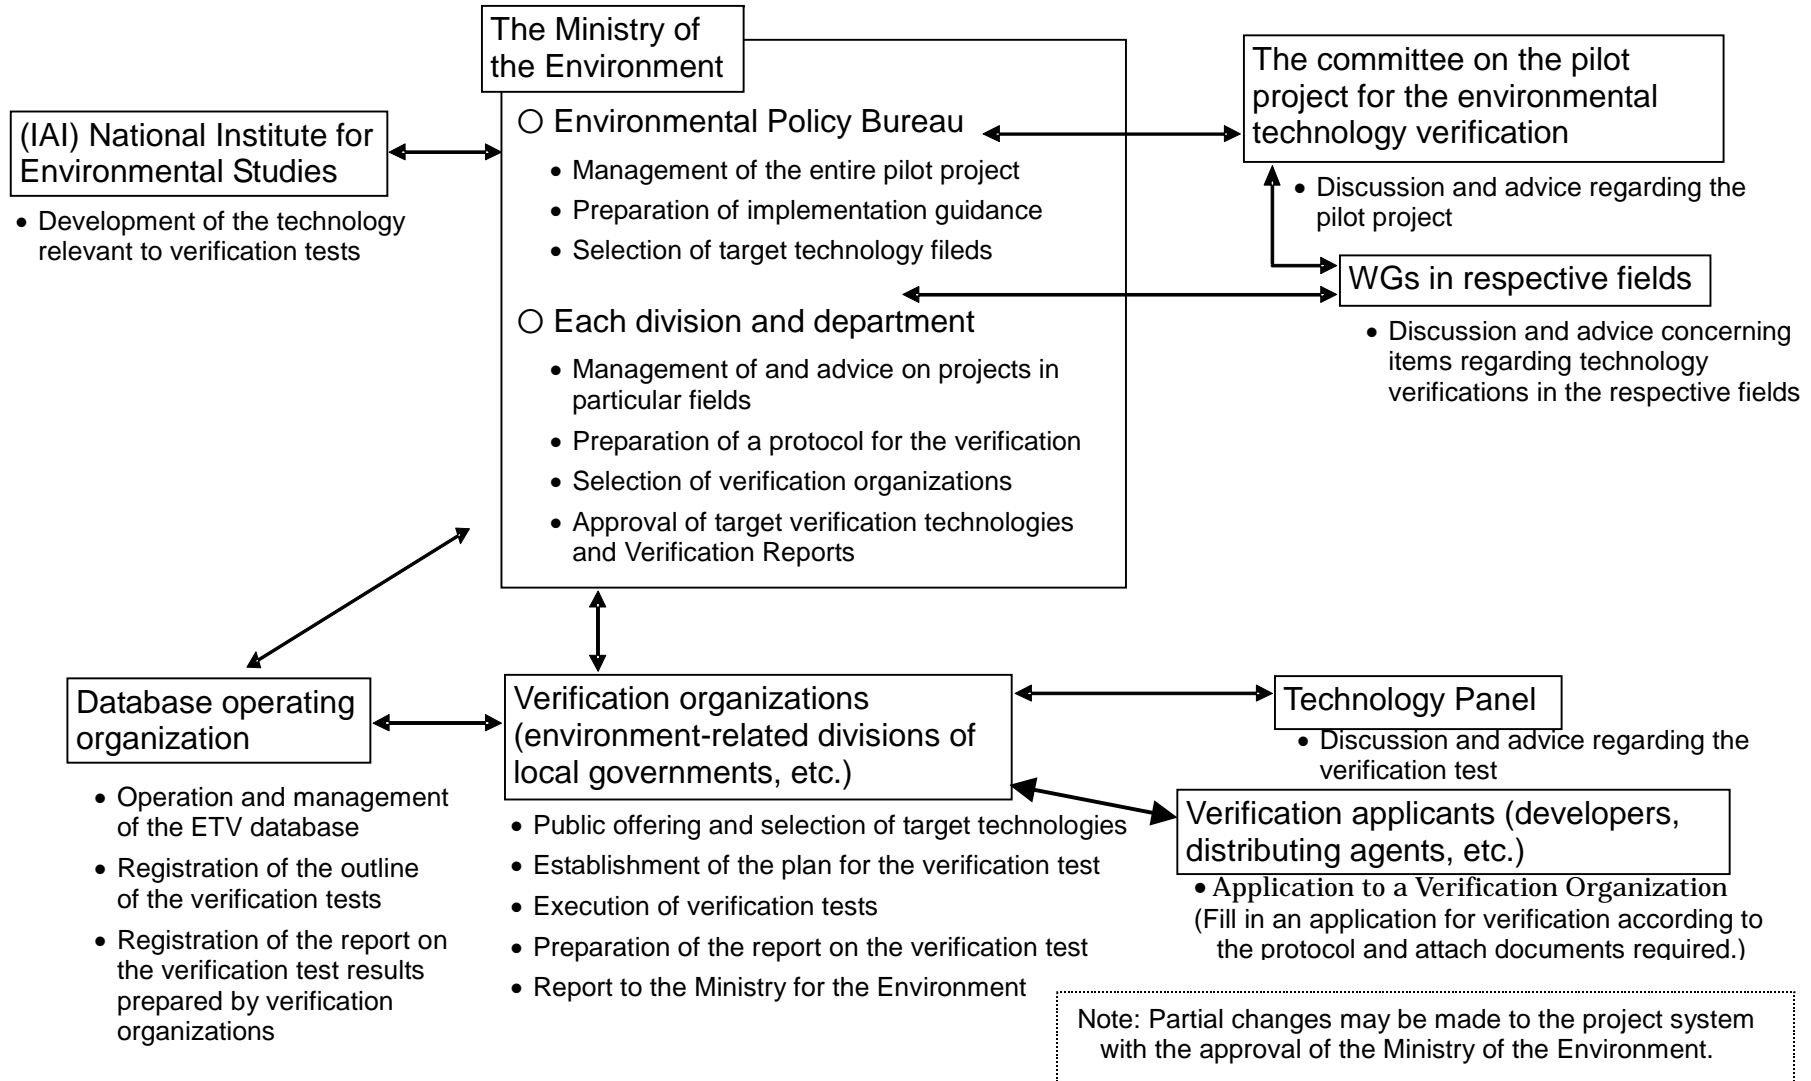 The Ministry of
the Environment
○ Environmental Policy Bureau
• Management of the entire pilot project
• Preparation of implementation guidance
• Selection of target technology fileds
○ Each division and department
• Management of and advice on projects in
particular fields
• Preparation of a protocol for the verification
• Selection of verification organizations
• Approval of target verification technologies
and Verification Reports
(IAI) National Institute for
Environmental Studies
• Development of the technology
relevant to verification tests
The committee on the pilot
project for the environmental
technology verification
• Discussion and advice regarding the
pilot project
WGs in respective fields
• Discussion and advice concerning
items regarding technology
verifications in the respective fields
Database operating
organization
• Operation and management
of the ETV database
• Registration of the outline
of the verification tests
• Registration of the report on
the verification test results
prepared by verification
organizations
Verification organizations
(environment-related divisions of
local governments, etc.)
• Public offering and selection of target technologies
• Establishment of the plan for the verification test
• Execution of verification tests
• Preparation of the report on the verification test
• Report to the Ministry for the Environment
Technology Panel
• Discussion and advice regarding the
verification test
Verification applicants (developers,
distributing agents, etc.)
• Application to a Verification Organization
(Fill in an application for verification according to
the protocol and attach documents required.)
Note: Partial changes may be made to the project system
with the approval of the Ministry of the Environment.